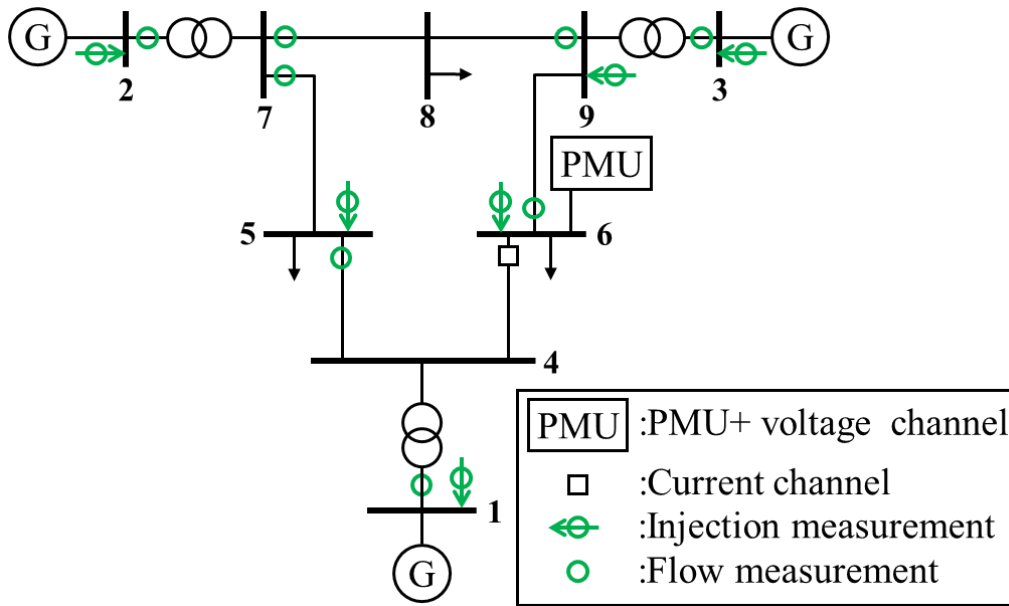 G
G
2
7
8
9
3
PMU
5
6
4
1
G
PMU :PMU+ voltage channel
:Current channel
:Injection measurement
:Flow measurement